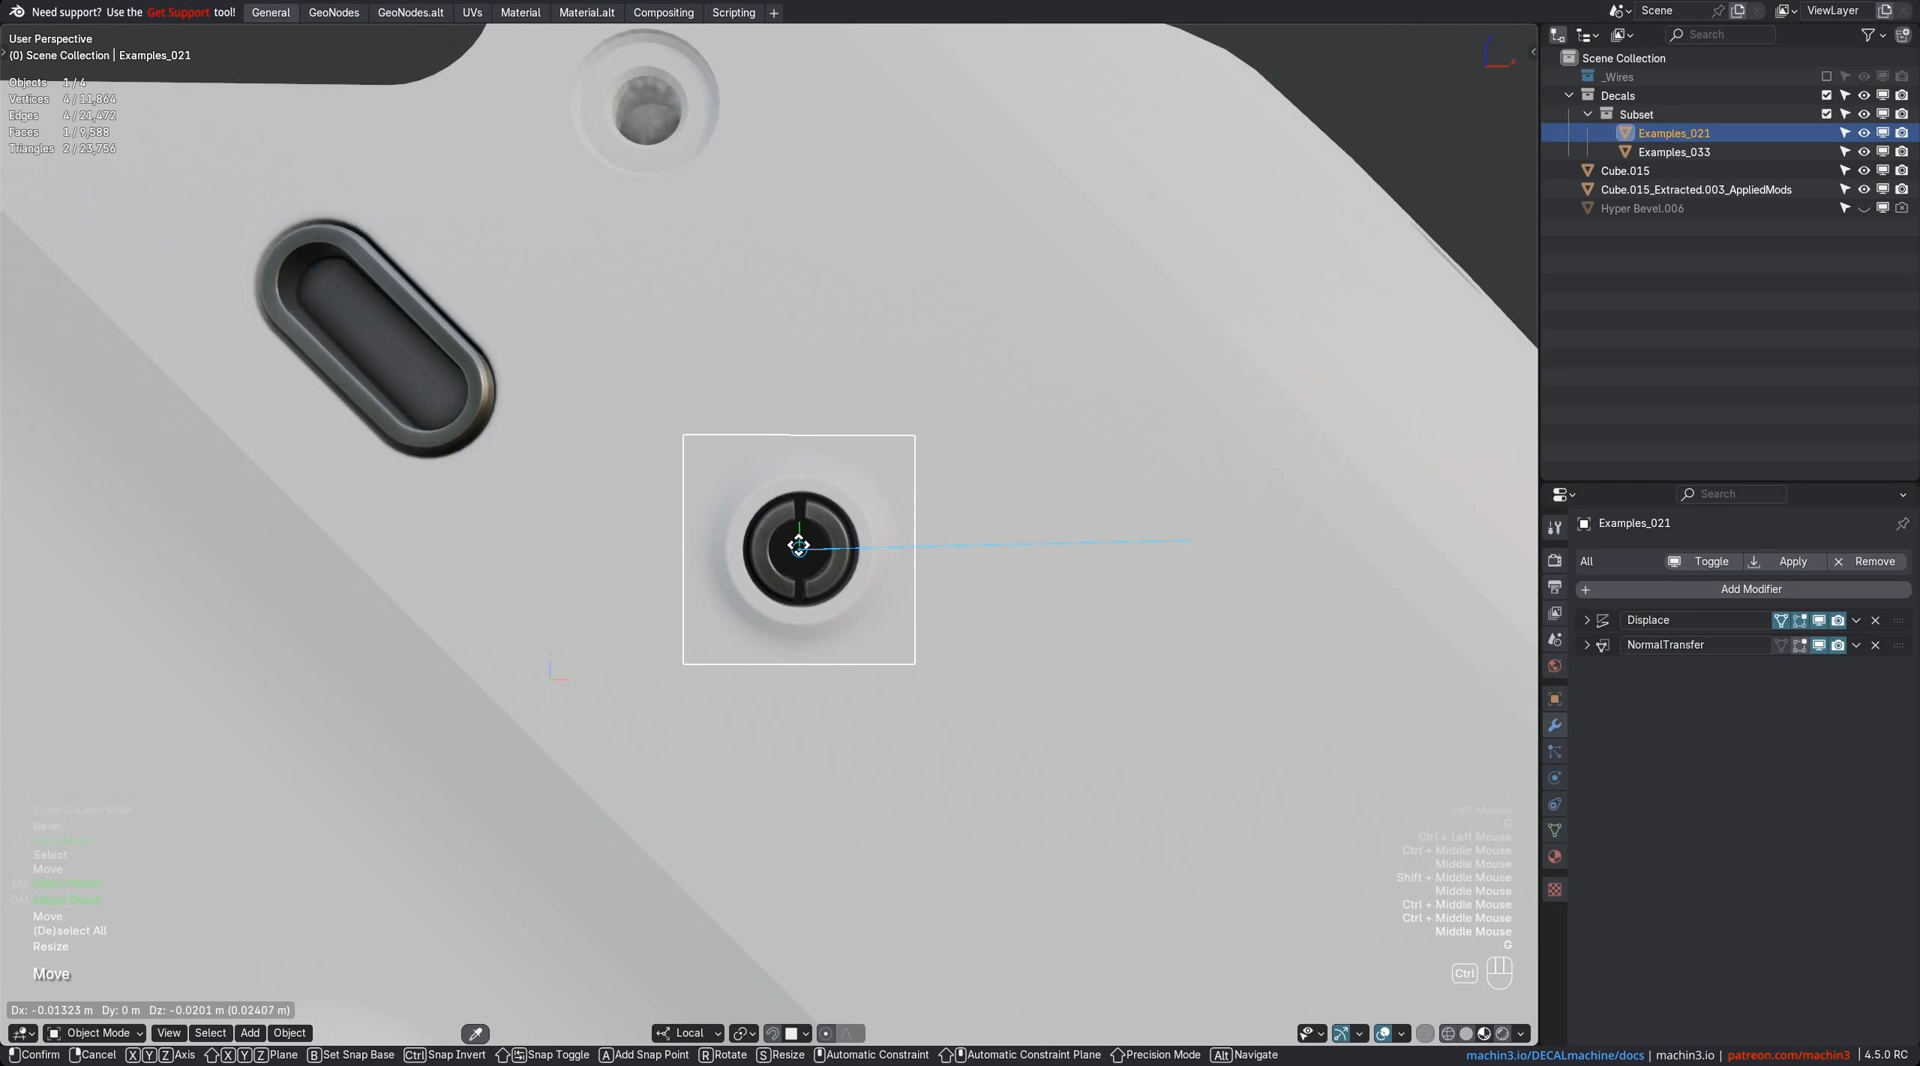 Need support? Use the Get Support tool!
General
GeoNodes
GeoNodes.alt
UVs
Material
Material.alt
Compositing
Scripting
Scene
ViewLayer
User Perspective
(0) Scene Collection | Examples_021
Objects 1 / 4
Vertices 4 / 11,864
Edges 4 / 21,472
Faces 1 / 9,588
Triangles 2 / 23,756
Search
Scene Collection
_Wires
Decals
Subset
Examples_021
Examples_033
Cube.015
Cube.015_Extracted.003_AppliedMods
Hyper Bevel.006
Search
Examples_021
All
Toggle
Apply
Remove
Add Modifier
Displace
NormalTransfer
Loop Cut and Slide
Bevel
Select
Move
Move
(De)select All
Resize
Move
Left Mouse
G
Ctrl + Left Mouse
Ctrl + Middle Mouse
Middle Mouse
Shift + Middle Mouse
Middle Mouse
Ctrl + Middle Mouse
Ctrl + Middle Mouse
Middle Mouse
G
Ctrl
Dx: -0.01323 m Dy: 0 m Dz: -0.0201 m (0.02407 m)
Object Mode
View
Select
Add
Object
Local
Confirm
Cancel
X Y Z Axis
X Y Z Plane
B Set Snap Base
Ctrl Snap Invert
Snap Toggle
A Add Snap Point
R Rotate
S Resize
Automatic Constraint
Automatic Constraint Plane
Precision Mode
Alt Navigate
machin3.io/DECALmachine/docs | machin3.io | patreon.com/machin3 | 4.5.0 RC